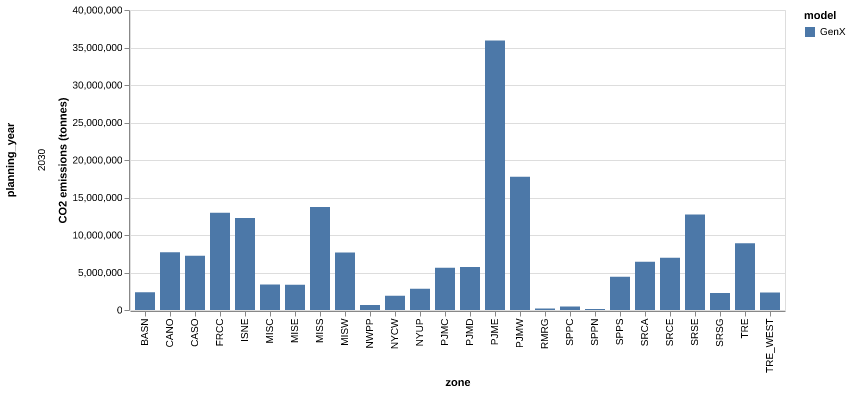 model
GenX
planning_year
2030
CO2 emissions (tonnes)
40,000,000
35,000,000
30,000,000
25,000,000
20,000,000
15,000,000
10,000,000
5,000,000
0
BASN
CANO
CASO
FRCC
ISNE
MISC
MISE
MISS
MISW
NWPP
NYCW
NYUP
PJMC
PJMD
PJME
PJMW
RMRG
SPPC
SPPN
SPPS
SRCA
SRCE
SRSE
SRSG
TRE
TRE_WEST
zone